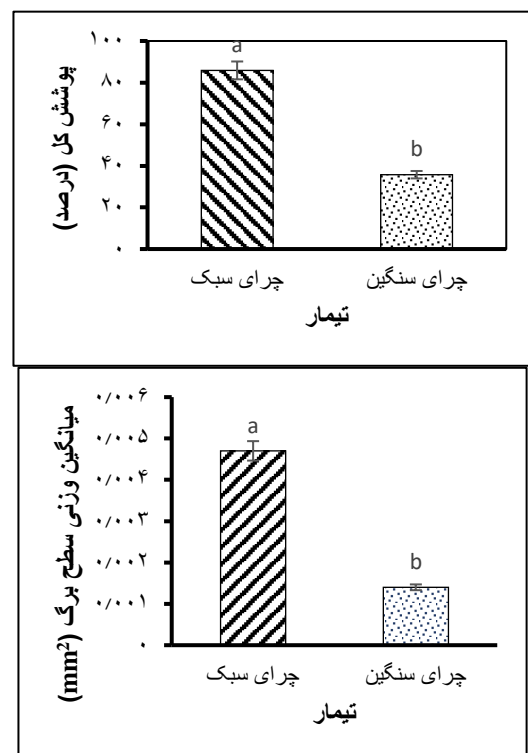 پوشش کل (درصد)
۱۰۰
۸۰
۶۰
۴۰
۲۰
۰
a
b
چرای سبک
چرای سنگین
تیمار
میانگین وزنی سطح برگ (mm²)
۰/۰۰۶
۰/۰۰۵
۰/۰۰۴
۰/۰۰۳
۰/۰۰۲
۰/۰۰۱
۰
a
b
چرای سبک
چرای سنگین
تیمار